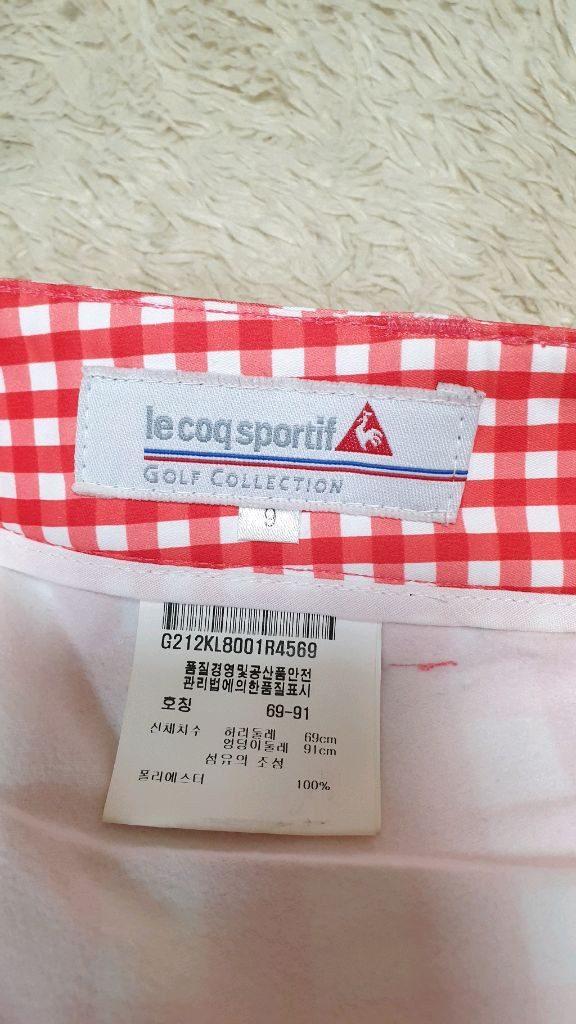 le coq sportif
GOLF COLLECTION
9
G212KL8001R4569
품질경영및공산품안전
관리법에의한품질표시
호칭 69-91
신체치수 허리둘레 69cm
엉덩이둘레 91cm
섬유의 조성
폴리에스터 100%